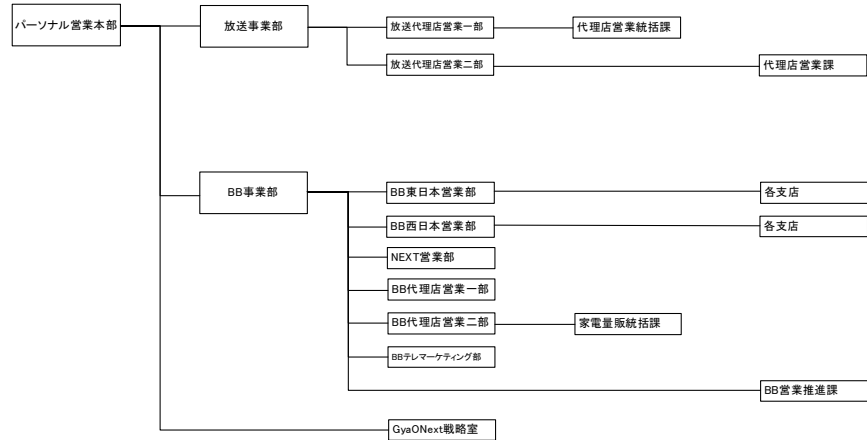 パーソナル営業本部
放送事業部
放送代理店営業一部
代理店営業統括課
放送代理店営業二部
代理店営業課
BB事業部
BB東日本営業部
各支店
BB西日本営業部
各支店
NEXT営業部
BB代理店営業一部
BB代理店営業二部
家電量販統括課
BBテレマーケティング部
BB営業推進課
GyaONext戦略室